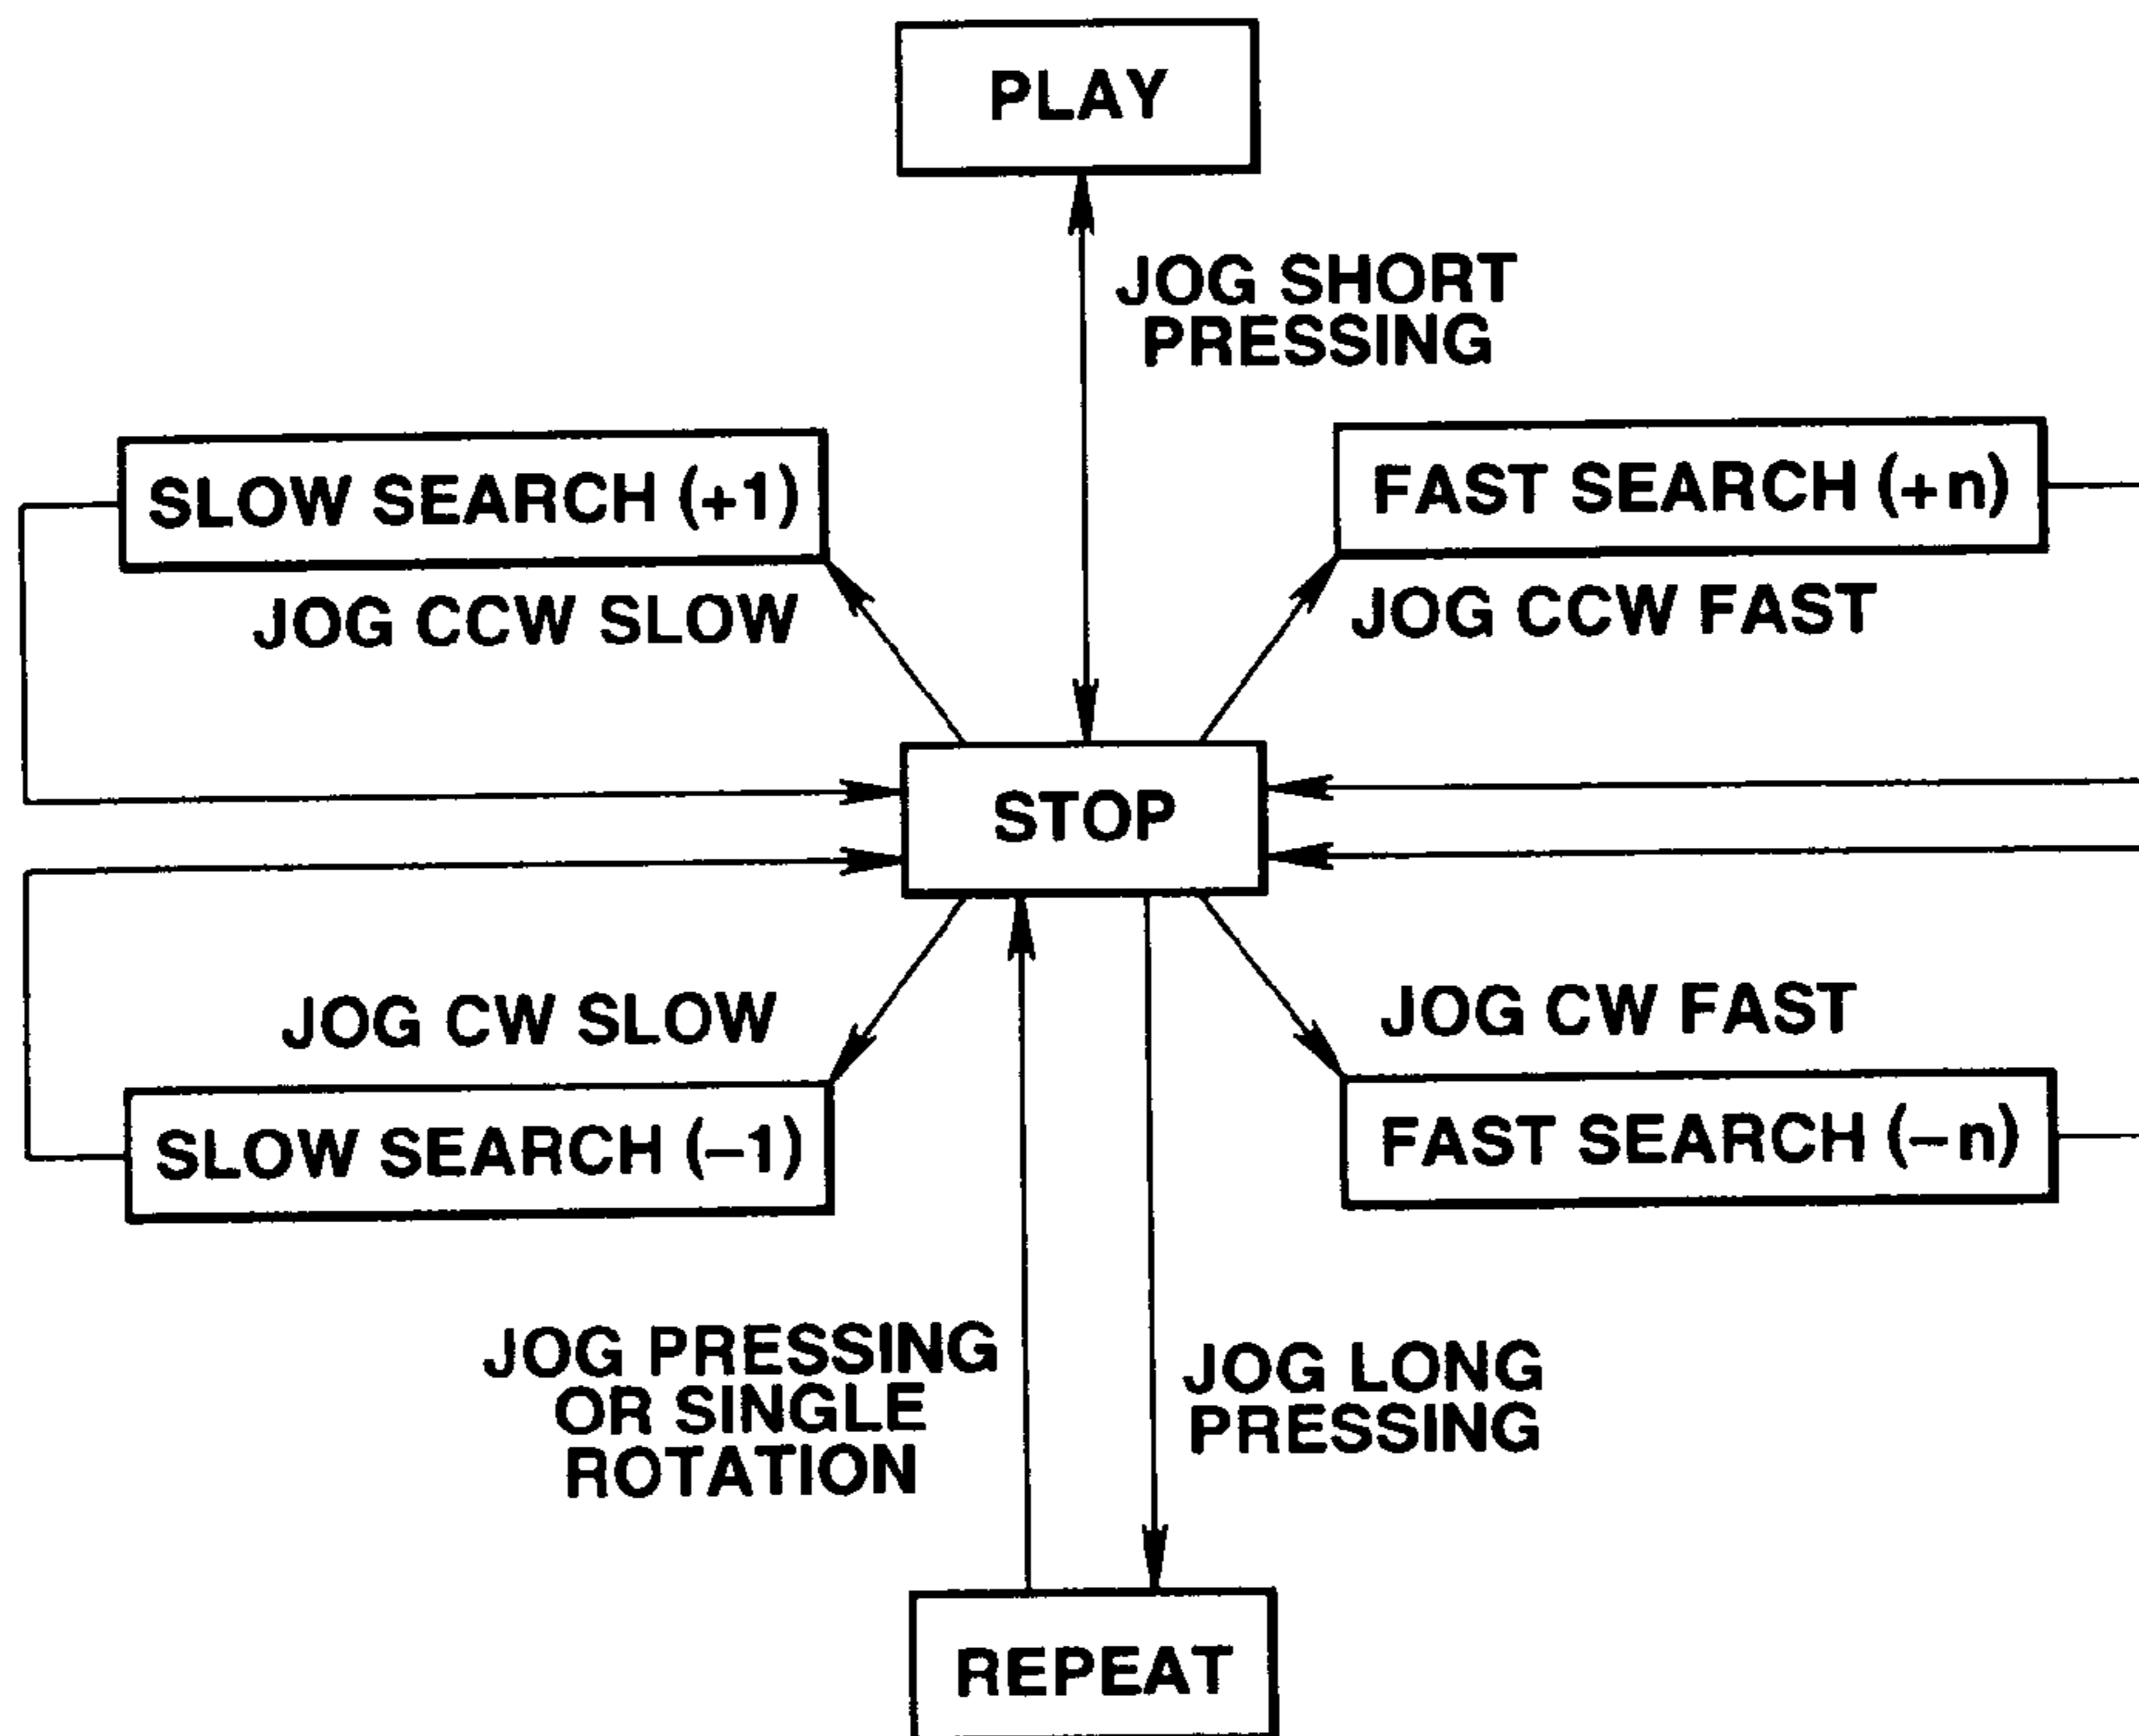 PLAY
JOG SHORT
PRESSING
SLOW SEARCH (+1)
FAST SEARCH (+n)
JOG CCW SLOW
JOG CCW FAST
STOP
JOG CW SLOW
JOG CW FAST
SLOW SEARCH (−1)
FAST SEARCH (−n)
JOG PRESSING
OR SINGLE
ROTATION
JOG LONG
PRESSING
REPEAT